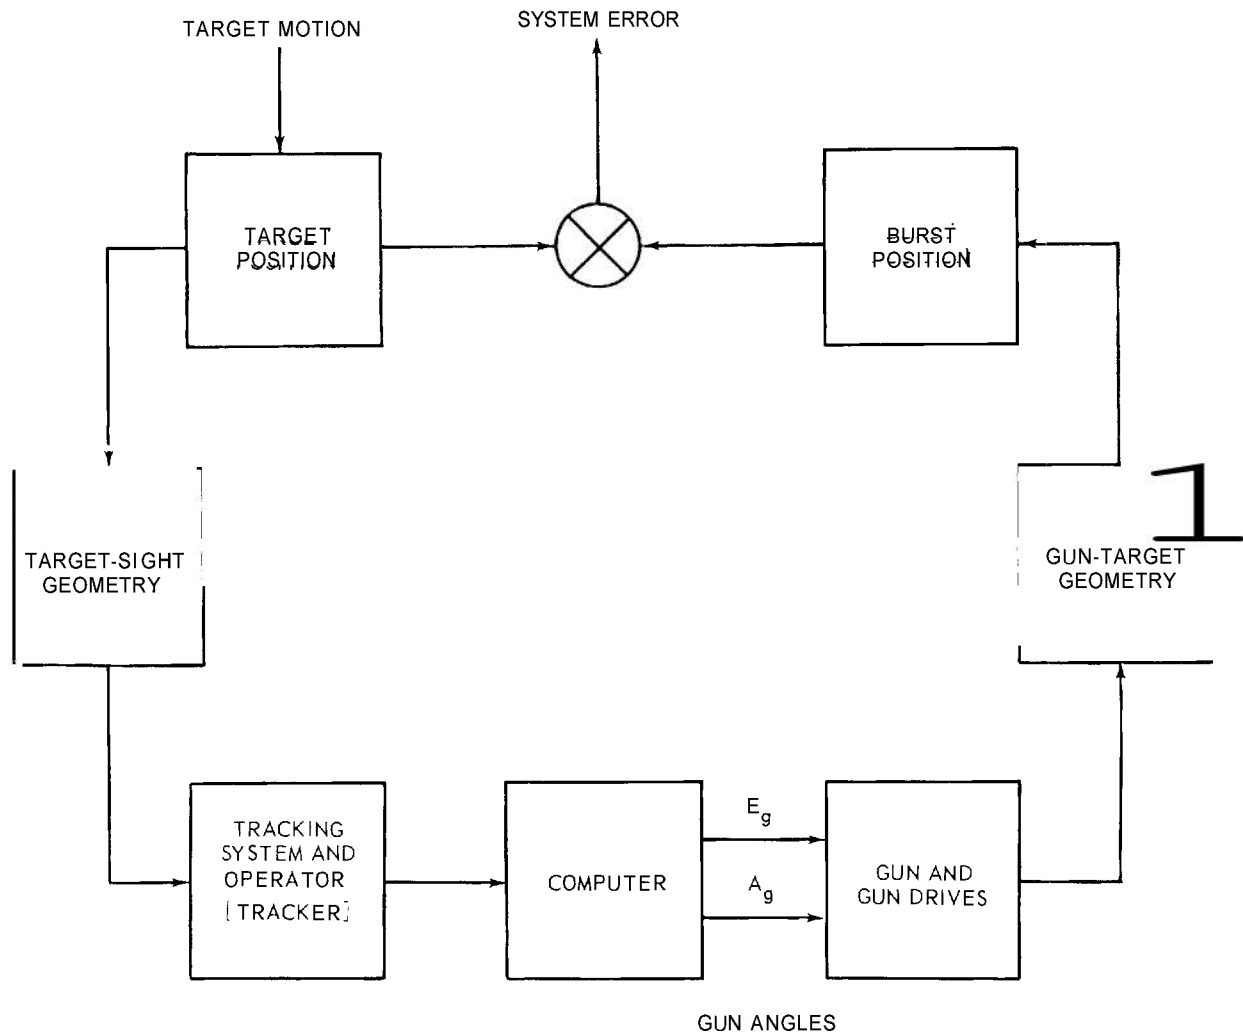 TARGET MOTION
SYSTEM ERROR
TARGET
POSITION
BURST
POSITION
TARGET-SIGHT
GEOMETRY
GUN-TARGET
GEOMETRY
1
TRACKING
SYSTEM AND
OPERATOR
[TRACKER]
COMPUTER
Eg
Ag
GUN AND
GUN DRIVES
GUN ANGLES